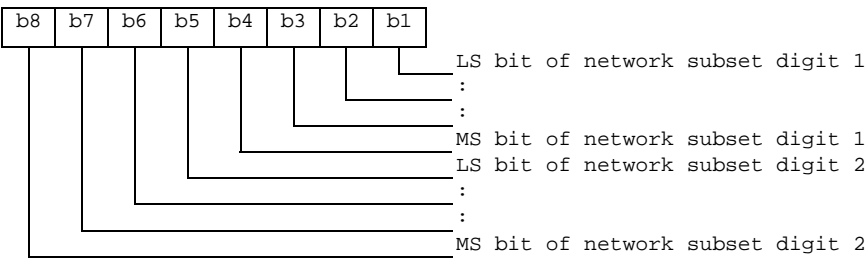 b8 b7 b6 b5 b4 b3 b2 b1
LS bit of network subset digit 1
:
:
MS bit of network subset digit 1
LS bit of network subset digit 2
:
:
MS bit of network subset digit 2